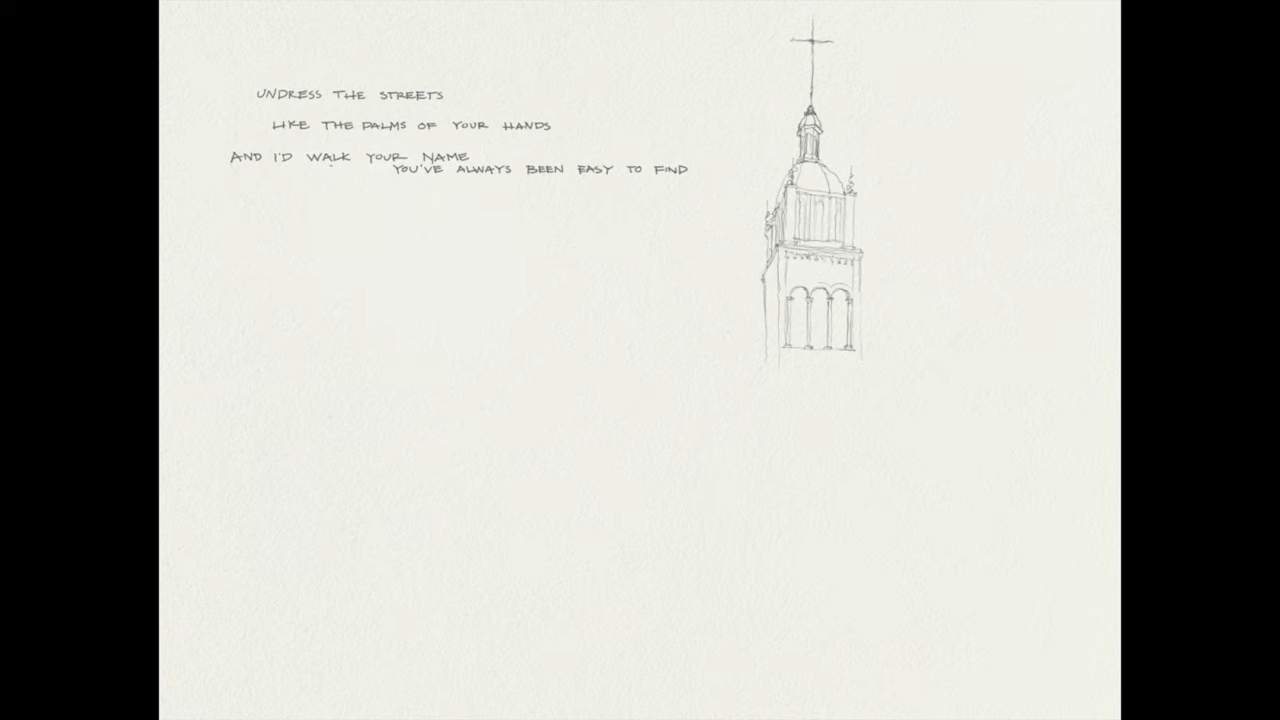 UNDRESS THE STREETS
LIKE THE PALMS OF YOUR HANDS
AND I'D WALK YOUR NAME
YOU'VE ALWAYS BEEN EASY TO FIND